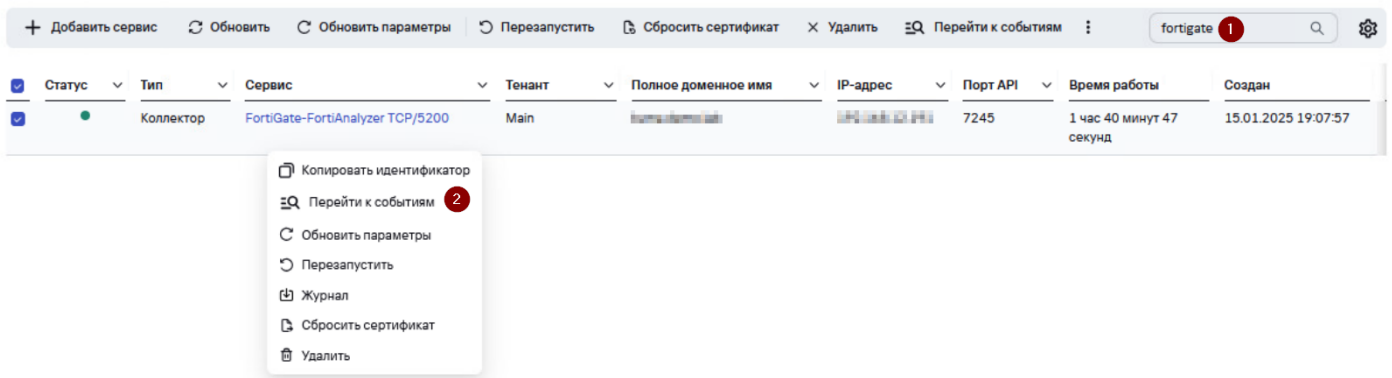 + Добавить сервис Обновить Обновить параметры Перезапустить Сбросить сертификат Удалить Перейти к событиям fortigate 1
Статус Тип Сервис Тенант Полное доменное имя IP-адрес Порт API Время работы Создан
Коллектор FortiGate-FortiAnalyzer TCP/5200 Main 7245 1 час 40 минут 47 15.01.2025 19:07:57
секунд
Копировать идентификатор
Перейти к событиям 2
Обновить параметры
Перезапустить
Журнал
Сбросить сертификат
Удалить